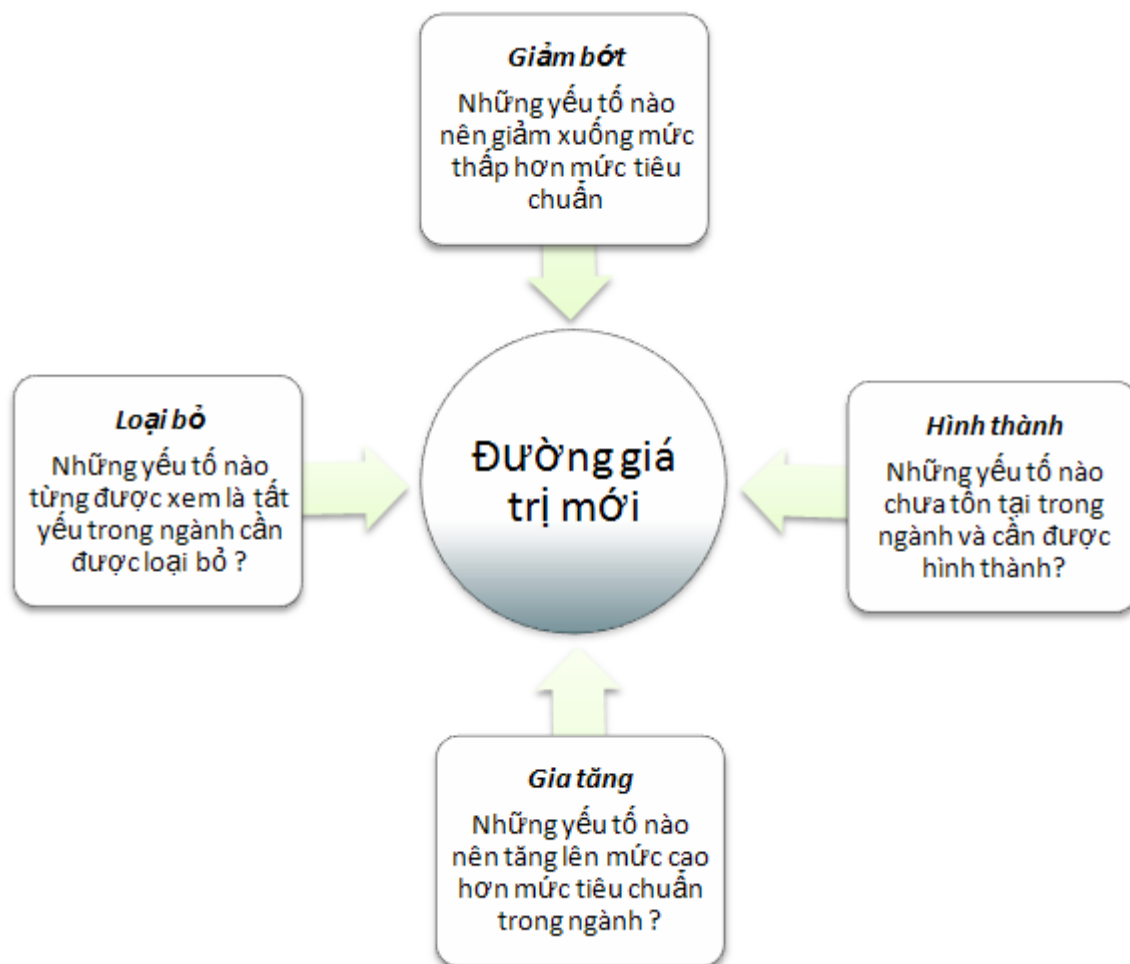 Giảm bớt
Những yếu tố nào
nên giảm xuống mức
thấp hơn mức tiêu
chuẩn
Loại bỏ
Những yếu tố nào
từng được xem là tất
yếu trong ngành cần
được loại bỏ ?
Đường giá
trị mới
Hình thành
Những yếu tố nào
chưa tồn tại trong
ngành và cần được
hình thành?
Gia tăng
Những yếu tố nào
nên tăng lên mức cao
hơn mức tiêu chuẩn
trong ngành ?